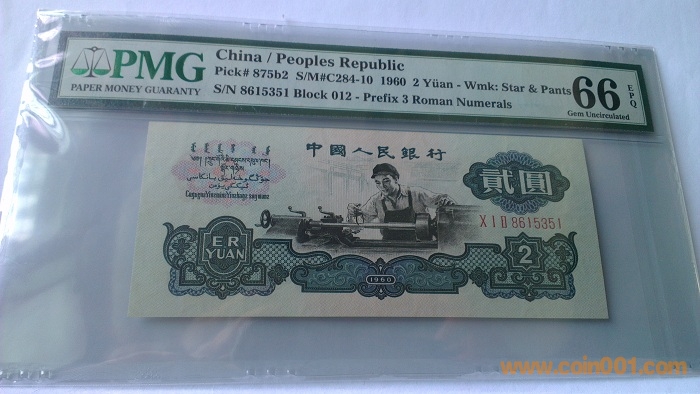 PMG
PAPER MONEY GUARANTY
China / Peoples Republic
Pick# 875b2 S/M#C284-10 1960 2 Yüan - Wmk: Star & Pants
S/N 8615351 Block 012 - Prefix 3 Roman Numerals
66
EPQ
Gem Uncirculated
中國人民銀行
貳圓
X I II 8615351
ER
YUAN
1960
2
www.coin001.com